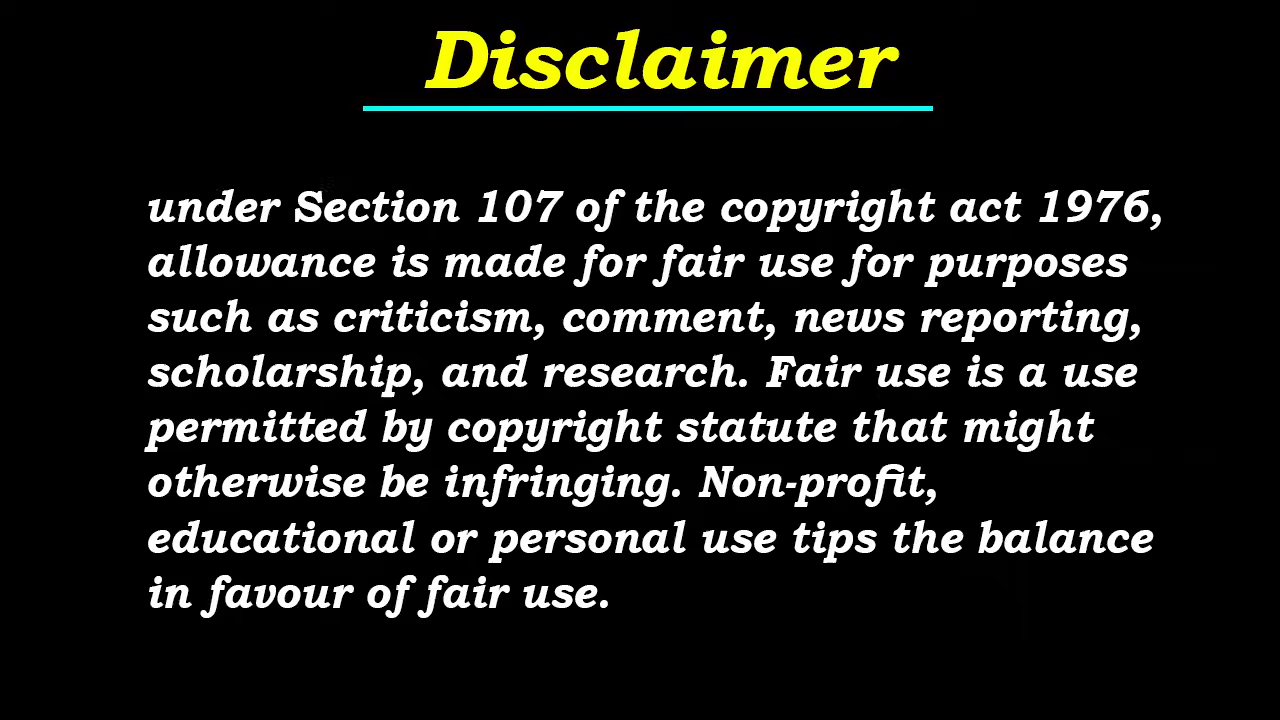 Disclaimer
under Section 107 of the copyright act 1976,
allowance is made for fair use for purposes
such as criticism, comment, news reporting,
scholarship, and research. Fair use is a use
permitted by copyright statute that might
otherwise be infringing. Non-profit,
educational or personal use tips the balance
in favour of fair use.